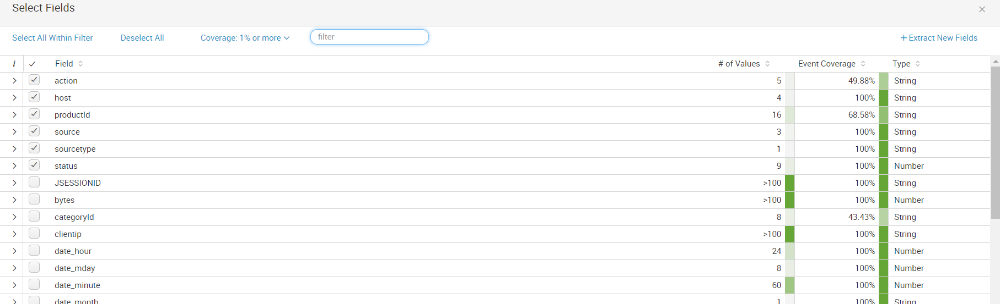 Select Fields
Select All Within Filter Deselect All Coverage: 1% or more filter + Extract New Fields
i Field # of Values Event Coverage Type
action 5 49.88% String
host 4 100% String
productId 16 68.58% String
source 3 100% String
sourcetype 1 100% String
status 9 100% Number
JSESSIONID >100 100% String
bytes >100 100% Number
categoryId 8 43.43% String
clientip >100 100% String
date_hour 24 100% Number
date_mday 8 100% Number
date_minute 60 100% Number
date_month 1 100% String